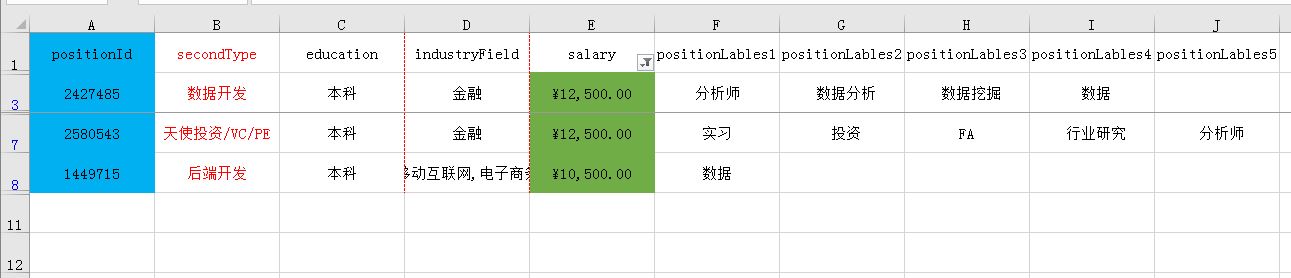 A B C D E F G H I J
1 positionId secondType education industryField salary positionLables1 positionLables2 positionLables3 positionLables4 positionLables5
3 2427485 数据开发 本科 金融 ¥12,500.00 分析师 数据分析 数据挖掘 数据
7 2580543 天使投资/VC/PE 本科 金融 ¥12,500.00 实习 投资 FA 行业研究 分析师
8 1449715 后端开发 本科 动互联网,电子商 ¥10,500.00 数据
11
12